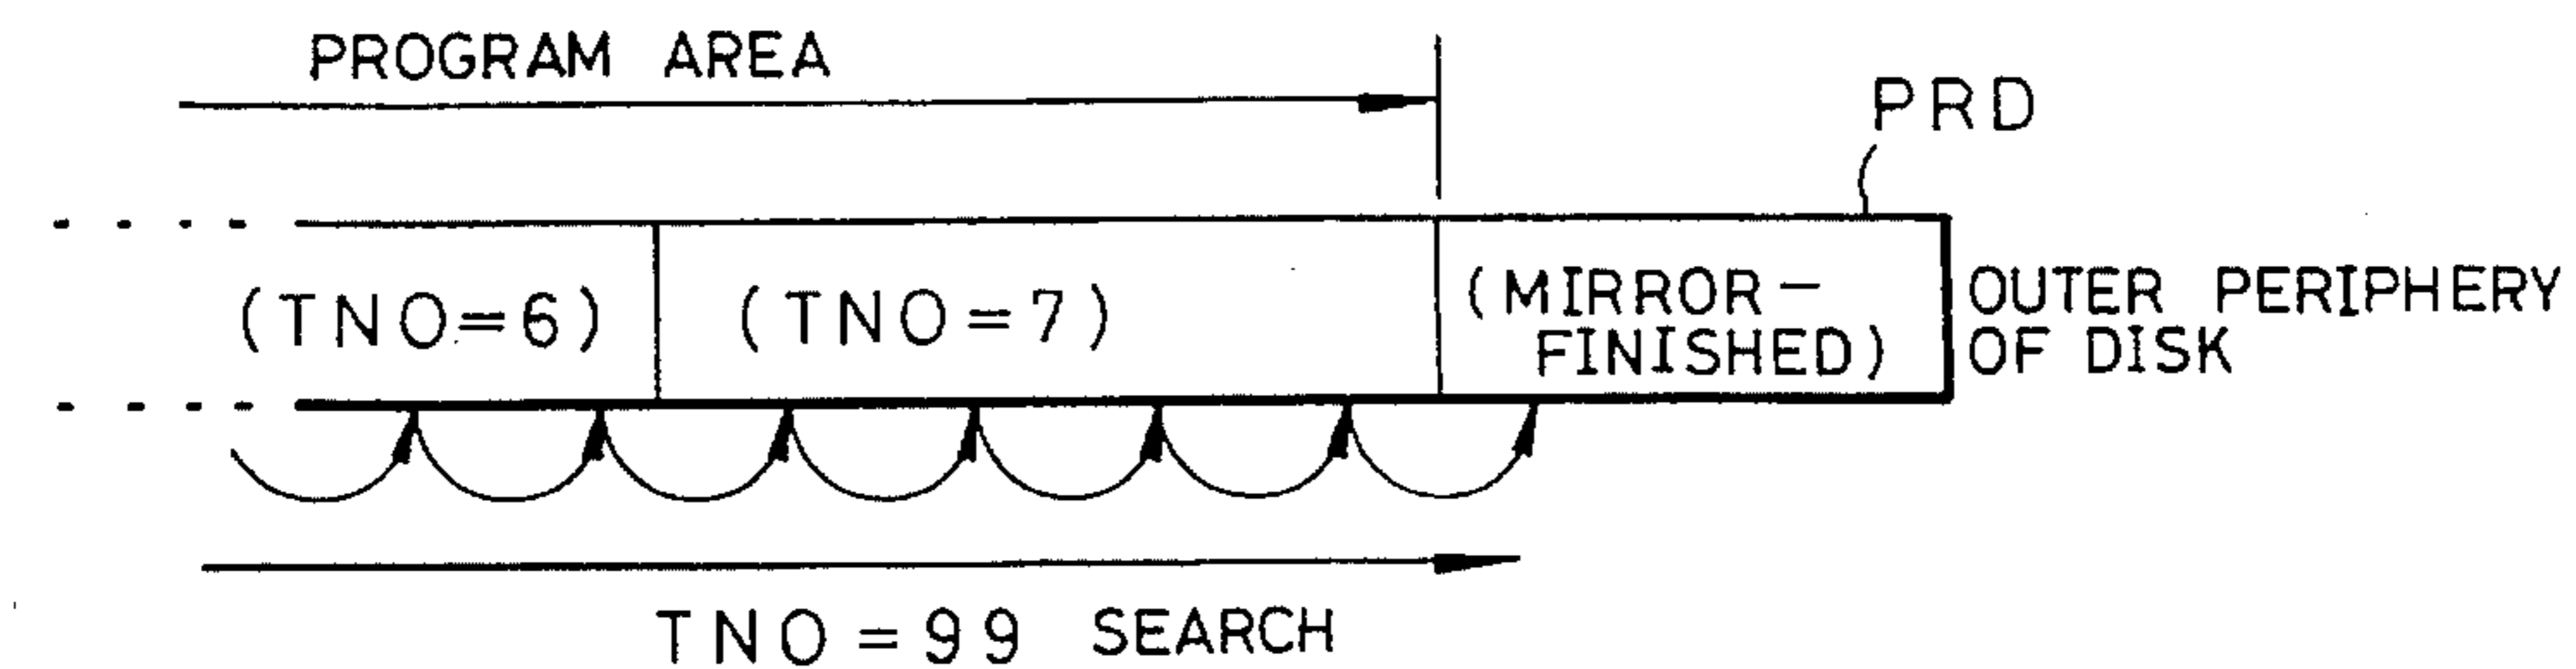 PROGRAM AREA
PRD
(TNO=6)
(TNO=7)
(MIRROR-
FINISHED)
OUTER PERIPHERY
OF DISK
TNO=99 SEARCH